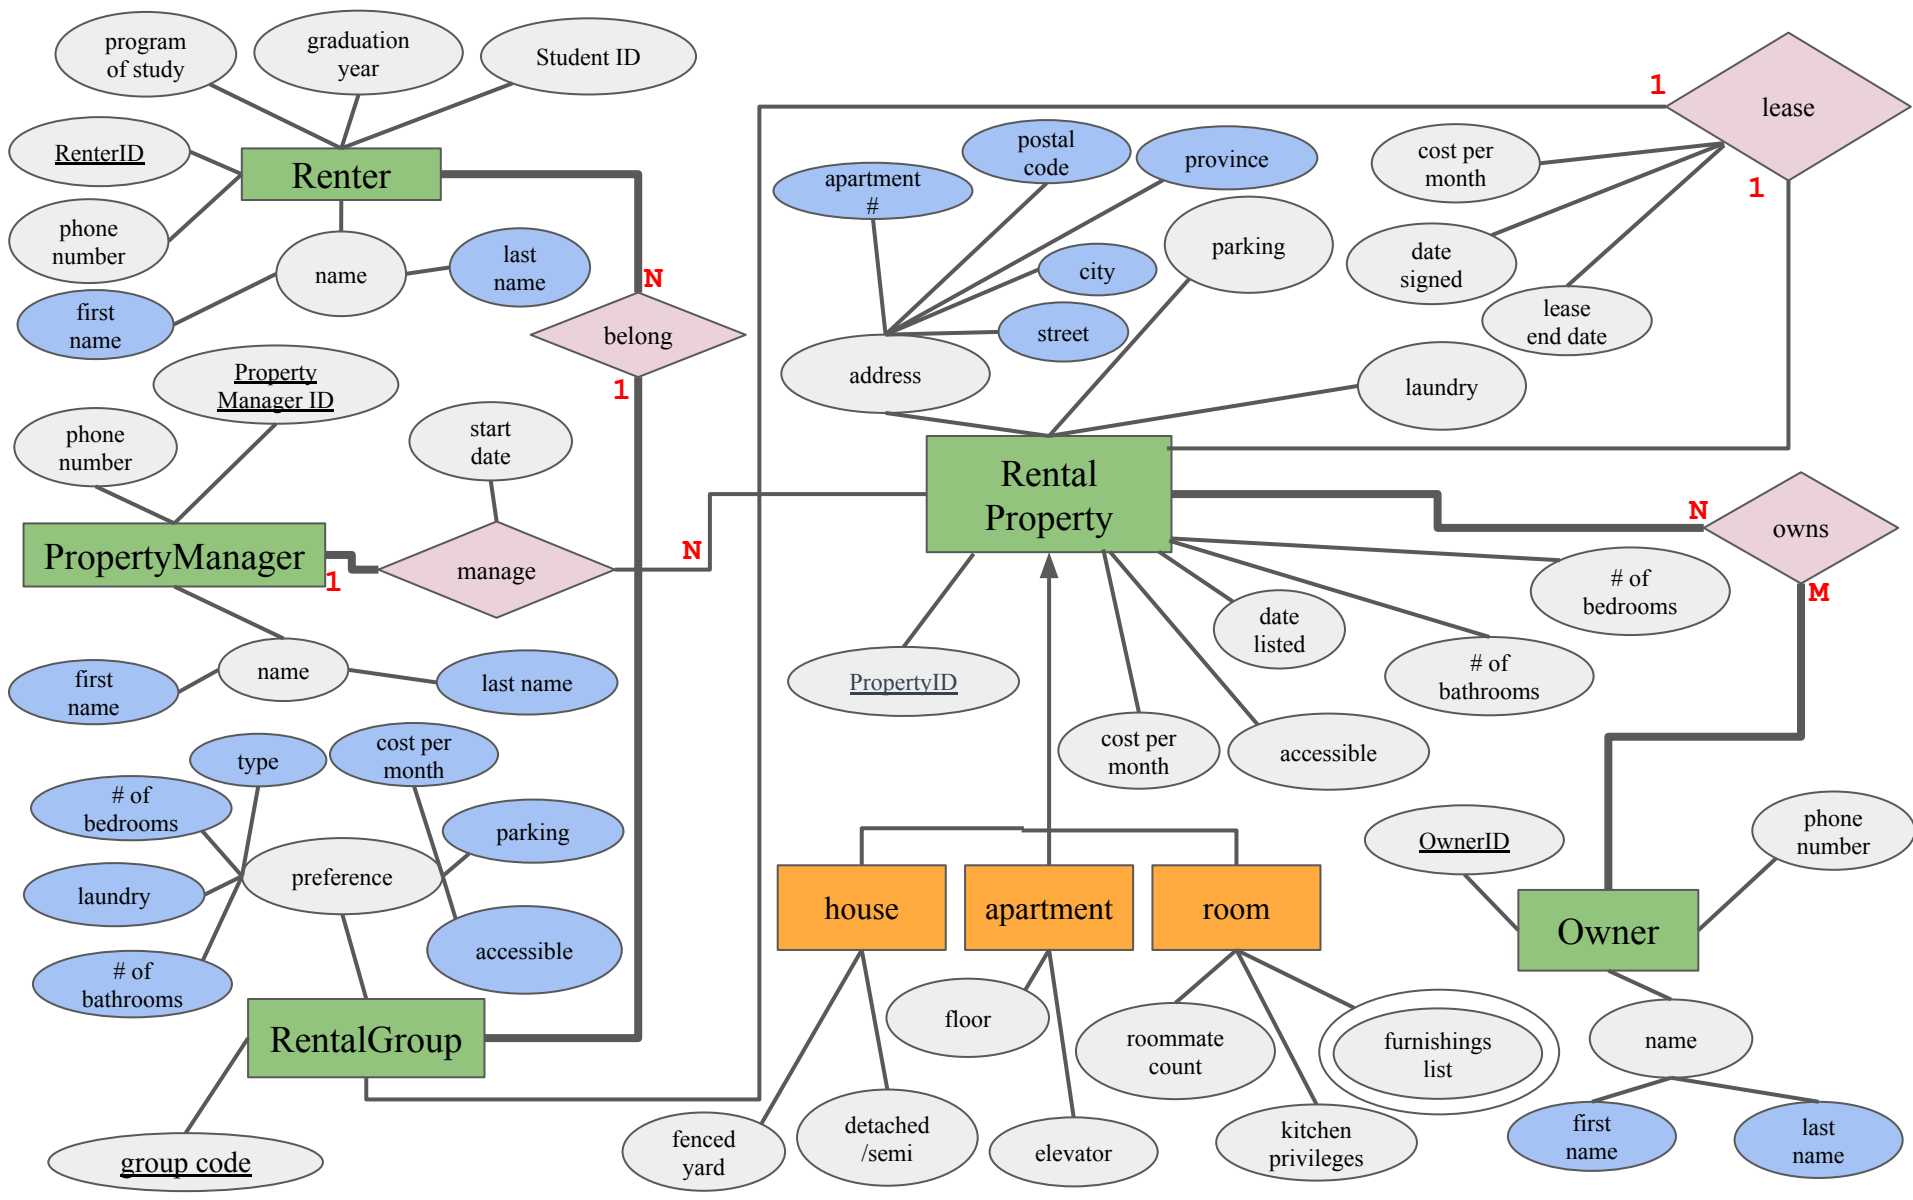 program
of study
graduation
year
Student ID
RenterID
Renter
phone
number
name
last
name
first
name
N
belong
1
Property
Manager ID
phone
number
start
date
PropertyManager
1
manage
N
name
first
name
last name
type
cost per
month
# of
bedrooms
parking
preference
laundry
accessible
# of
bathrooms
RentalGroup
group code
1
lease
1
postal
code
province
apartment
#
cost per
month
parking
city
date
signed
street
lease
end date
address
laundry
Rental
Property
N
owns
M
# of
bedrooms
date
listed
# of
bathrooms
PropertyID
cost per
month
accessible
house
apartment
room
floor
roommate
count
furnishings
list
fenced
yard
detached
/semi
elevator
kitchen
privileges
OwnerID
phone
number
Owner
name
first
name
last
name